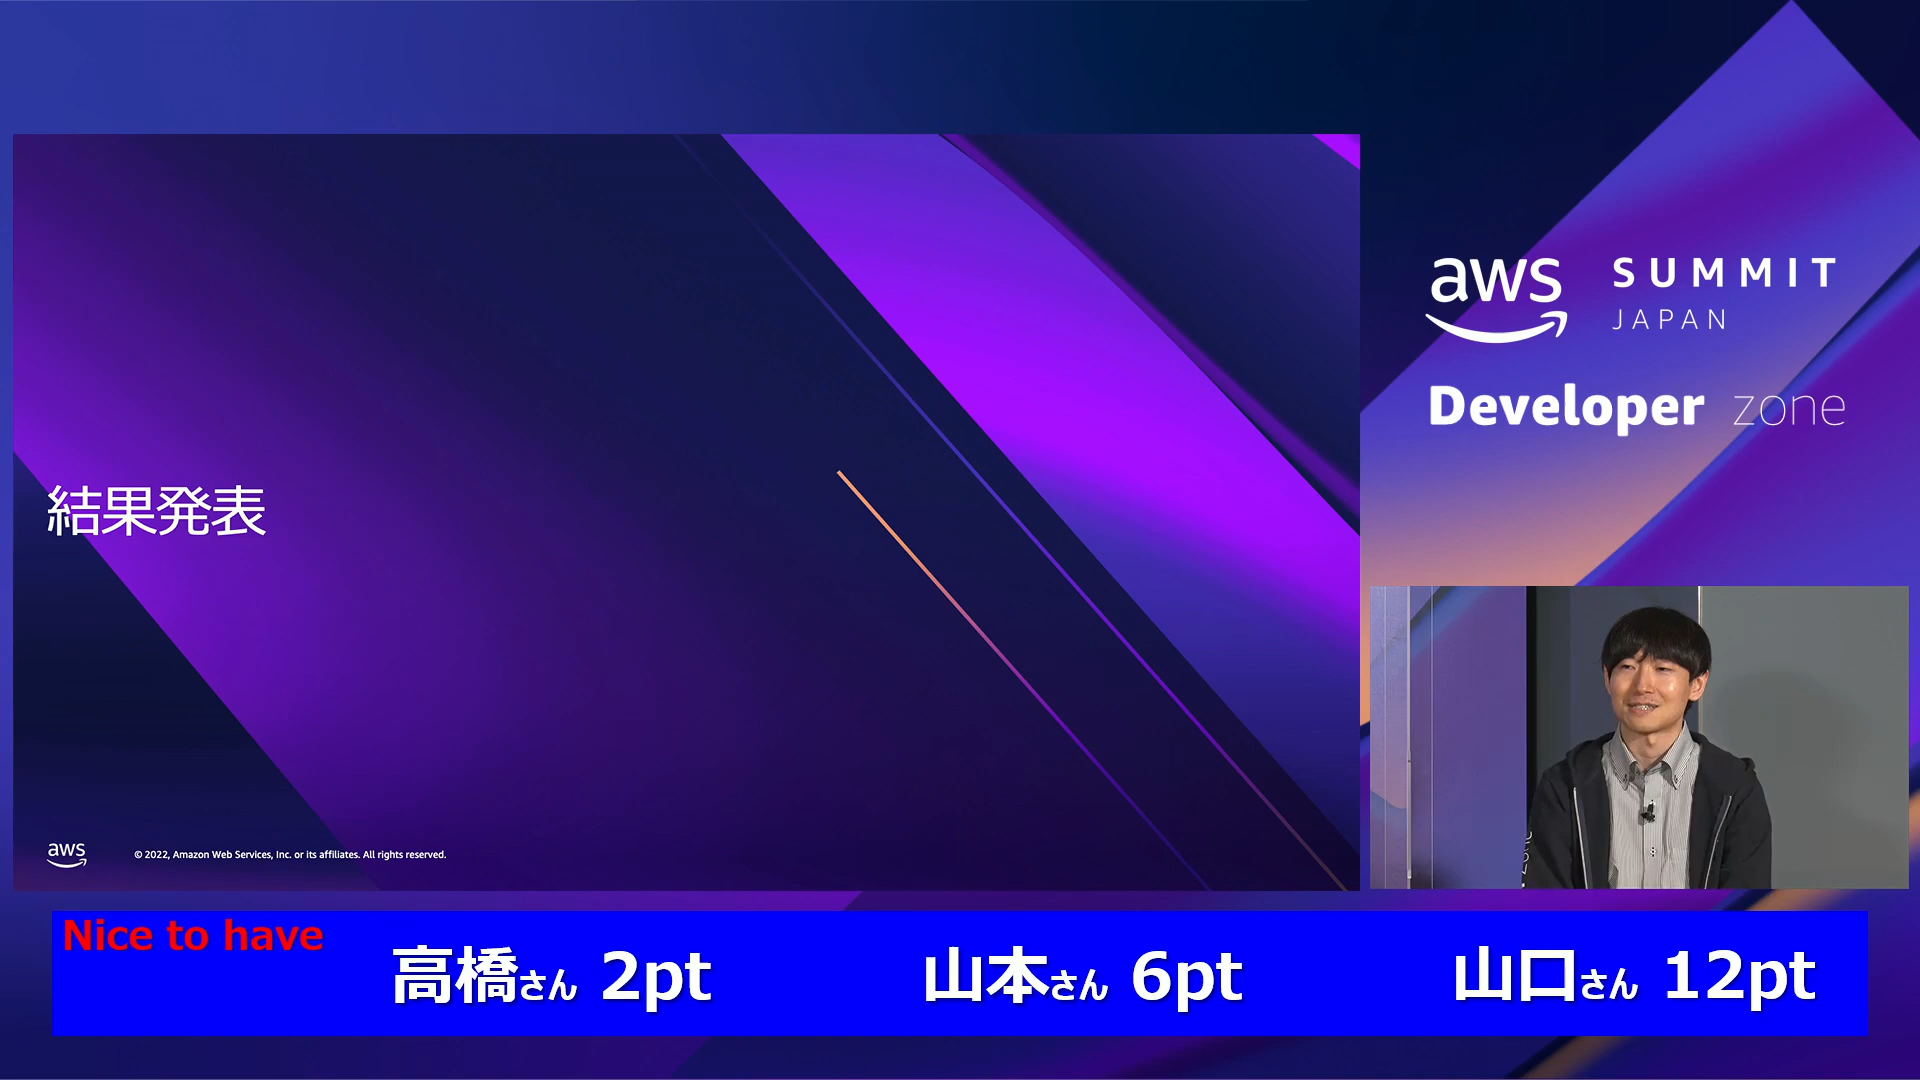 結果発表
aws
© 2022, Amazon Web Services, Inc. or its affiliates. All rights reserved.
aws SUMMIT
JAPAN
Developer zone
Nice to have
高橋さん 2pt
山本さん 6pt
山口さん 12pt